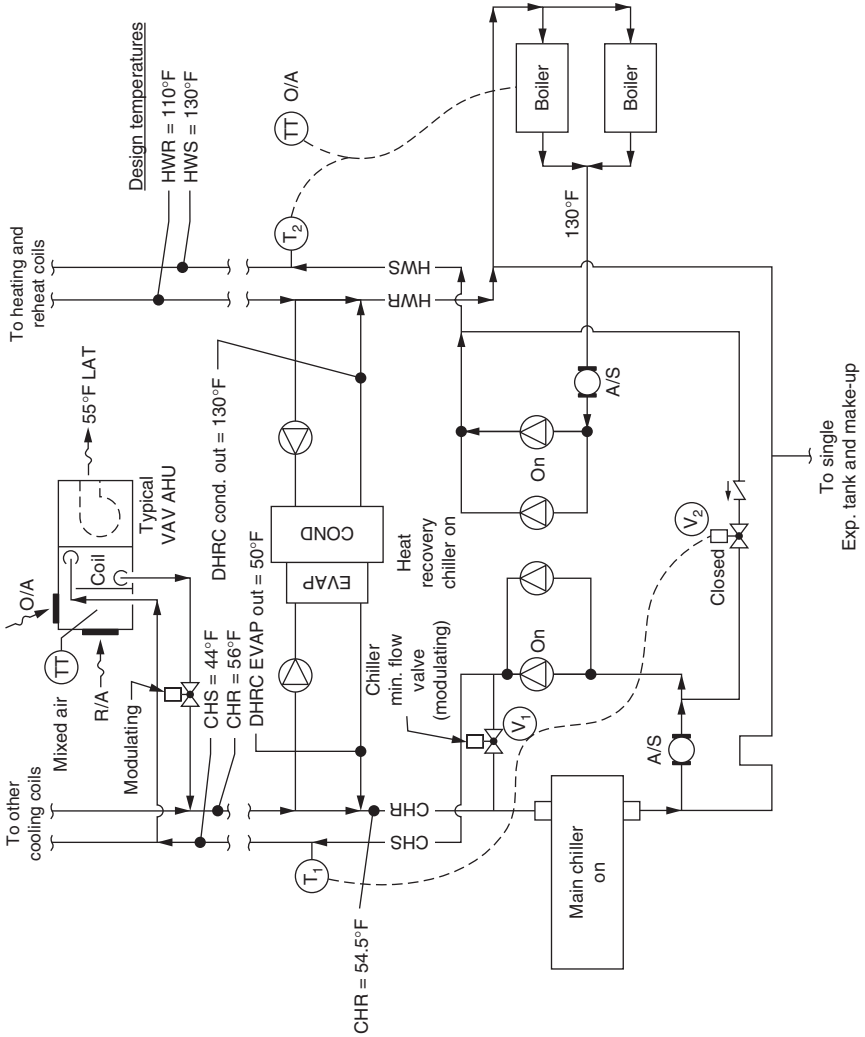 To other
cooling coils
Mixed air
TT
R/A
O/A
Modulating
Coil
Typical
VAV AHU
55°F LAT
To heating and
reheat coils
Design temperatures
HWR = 110°F
HWS = 130°F
CHS = 44°F
CHR = 56°F
DHRC EVAP out = 50°F
DHRC cond. out = 130°F
T1
T2
TT
O/A
CHS
CHR
CHR = 54.5°F
EVAP
COND
Heat
recovery
chiller on
HWR
HWS
Chiller
min. flow
valve
(modulating)
V1
On
On
Boiler
Boiler
130°F
A/S
Main chiller
on
A/S
Closed
V2
To single
Exp. tank and make-up